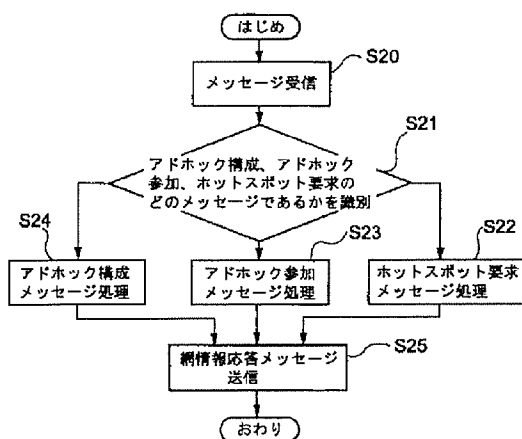 はじめ
S20
メッセージ受信
S21
アドホック構成、アドホック
参加、ホットスポット要求の
どのメッセージであるかを識別
S24
S23
S22
アドホック構成
メッセージ処理
アドホック参加
メッセージ処理
ホットスポット要求
メッセージ処理
S25
網情報応答メッセージ
送信
おわり